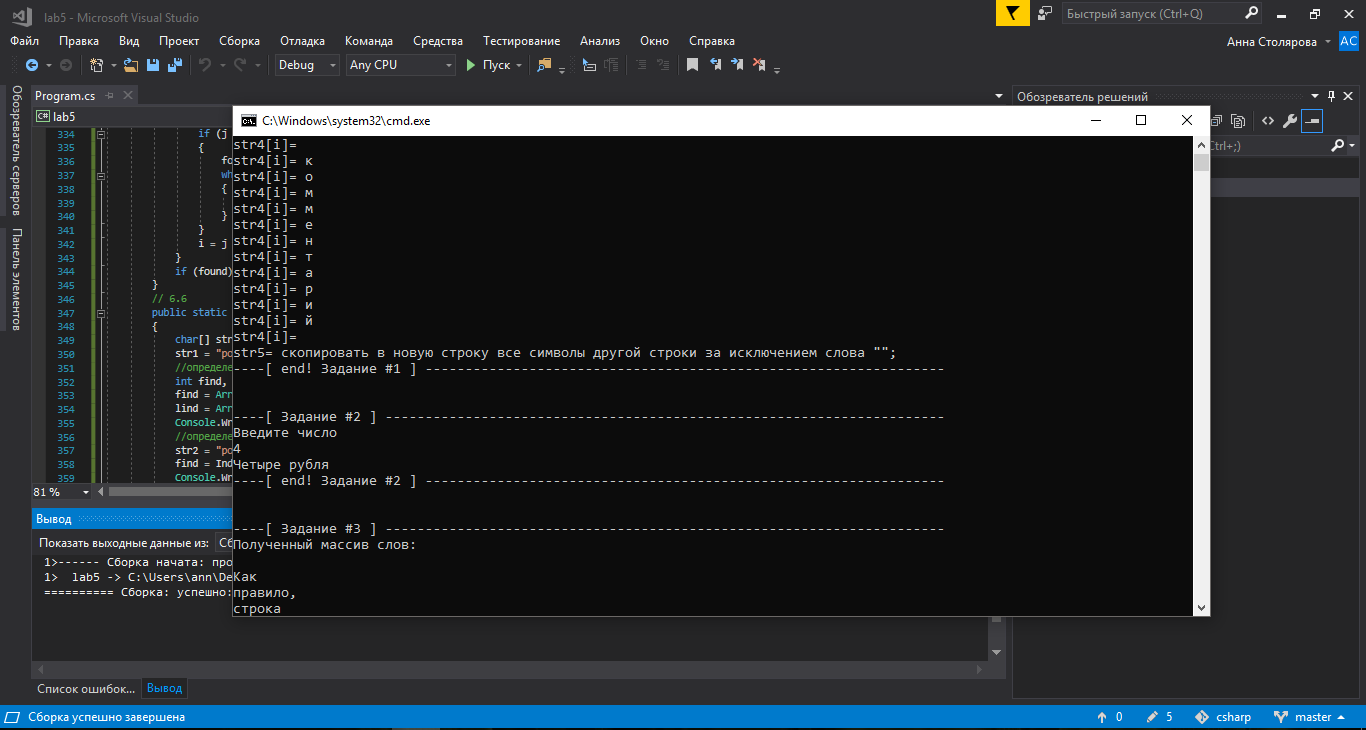 lab5 - Microsoft Visual Studio
Быстрый запуск (Ctrl+Q)
Файл Правка Вид Проект Сборка Отладка Команда Средства Тестирование Анализ Окно Справка
Анна Столярова AC
Debug Any CPU Пуск
Обозреватель серверов
Панель элементов
Program.cs
Обозреватель решений
C# lab5
Ctrl+;)
334 if (j
335 {
336 fo
337 wh
338 {
339
340 }
341 }
342 i = j
343 }
344 if (found)
345 }
346 // 6.6
347 public static
348 {
349 char[] str
350 str1 = "ро
351 //определе
352 int find,
353 find = Arr
354 lind = Arr
355 Console.Wr
356 //определе
357 str2 = "ро
358 find = Ind
359 Console.Wr
81 %
C:\Windows\system32\cmd.exe
str4[i]=
str4[i]= к
str4[i]= о
str4[i]= м
str4[i]= м
str4[i]= е
str4[i]= н
str4[i]= т
str4[i]= а
str4[i]= р
str4[i]= и
str4[i]= й
str4[i]=
str5= скопировать в новую строку все символы другой строки за исключением слова "";
----[ end! Задание #1 ] -----------------------------------------------------------------
----[ Задание #2 ] ----------------------------------------------------------------------
Введите число
4
Четыре рубля
----[ end! Задание #2 ] -----------------------------------------------------------------
----[ Задание #3 ] ----------------------------------------------------------------------
Полученный массив слов:
Как
правило,
строка
Вывод
Показать выходные данные из: Сб
1>------ Сборка начата: про
1> lab5 -> C:\Users\ann\De
========== Сборка: успешно:
Список ошибок... Вывод
Сборка успешно завершена
0 5 csharp master